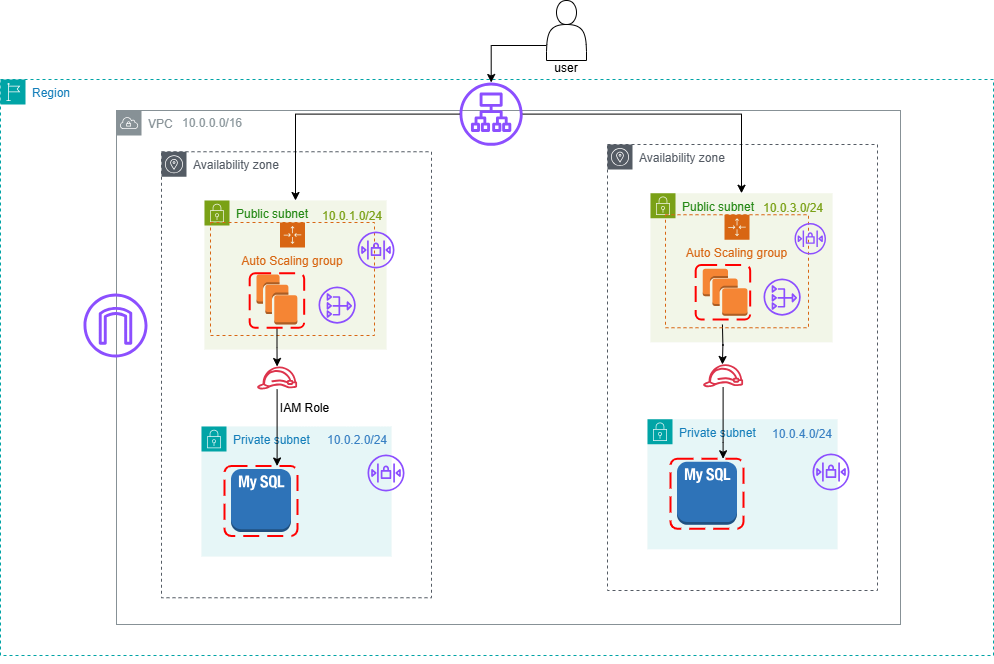 user
Region
VPC 10.0.0.0/16
Availability zone
Public subnet 10.0.1.0/24
Auto Scaling group
IAM Role
Private subnet 10.0.2.0/24
My SQL
Availability zone
Public subnet 10.0.3.0/24
Auto Scaling group
Private subnet 10.0.4.0/24
My SQL